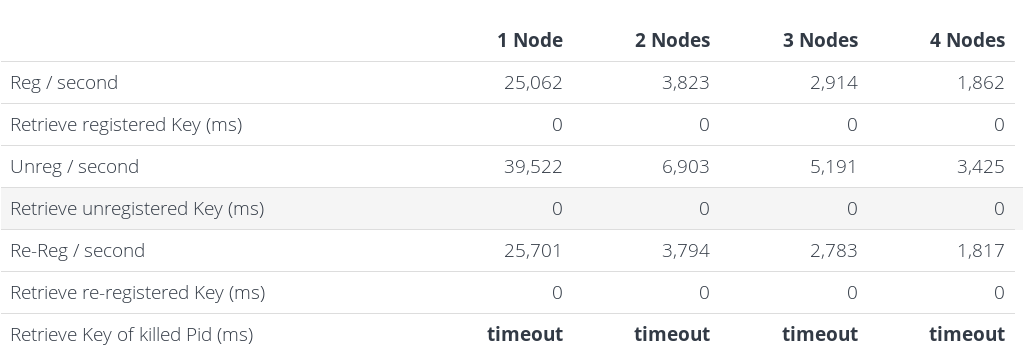 1 Node 2 Nodes 3 Nodes 4 Nodes
Reg / second 25,062 3,823 2,914 1,862
Retrieve registered Key (ms) 0 0 0 0
Unreg / second 39,522 6,903 5,191 3,425
Retrieve unregistered Key (ms) 0 0 0 0
Re-Reg / second 25,701 3,794 2,783 1,817
Retrieve re-registered Key (ms) 0 0 0 0
Retrieve Key of killed Pid (ms) timeout timeout timeout timeout